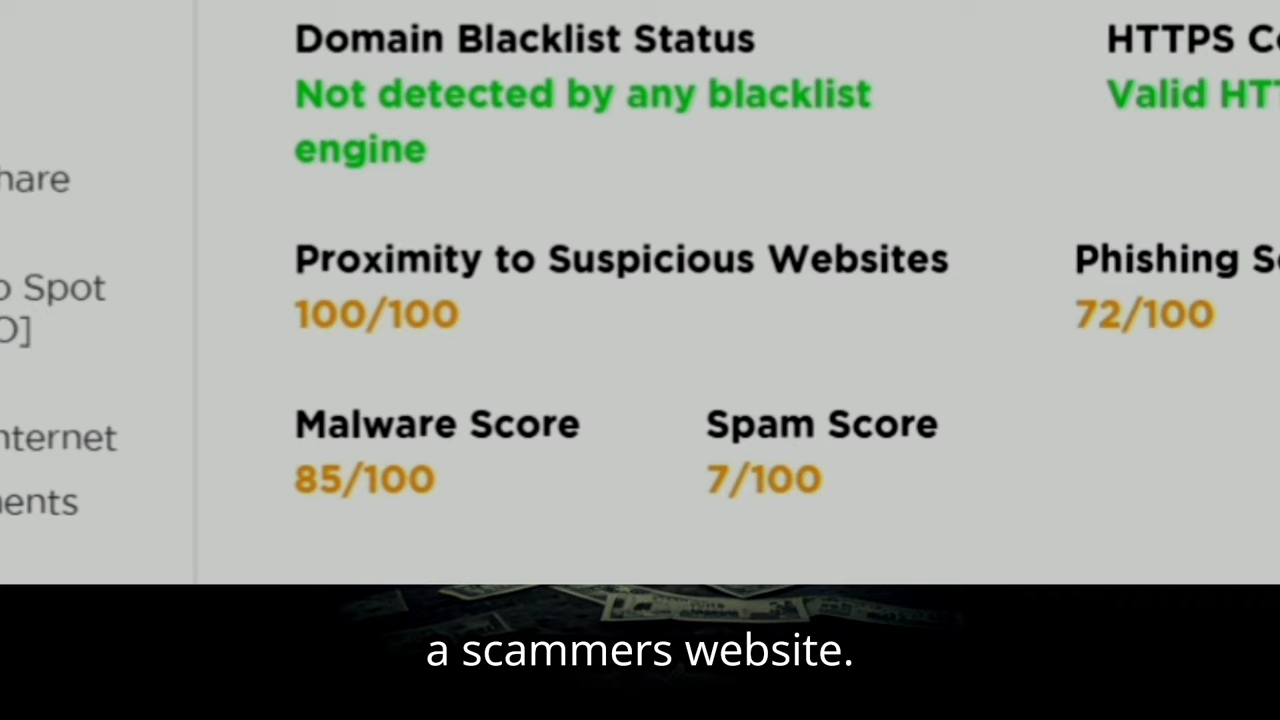 Domain Blacklist Status
HTTPS C
Not detected by any blacklist
engine
Valid HT
hare
Proximity to Suspicious Websites
100/100
Phishing S
72/100
o Spot
O]
Malware Score
85/100
Spam Score
7/100
nternet
ents
a scammers website.